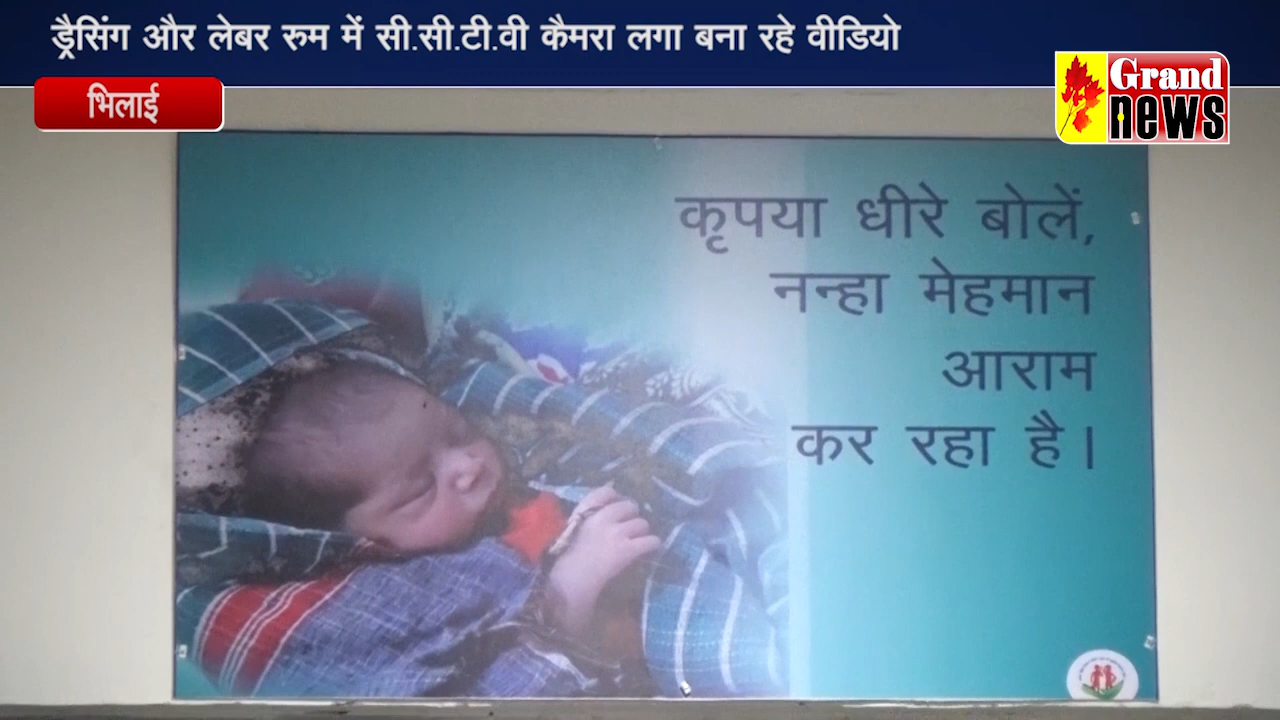 ड्रैसिंग और लेबर रुम में सी.सी.टी.वी कैमरा लगा बना रहे वीडियो
भिलाई
Grand
news
कृपया धीरे बोलें,
नन्हा मेहमान
आराम
कर रहा है।